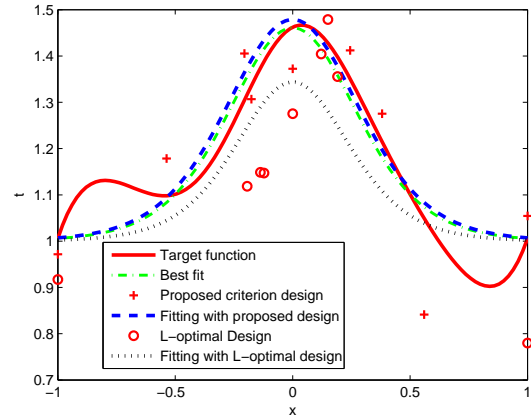 1.5
1.4
1.3
1.2
1.1
1
0.9
0.8
0.7
t
Target function
Best fit
Proposed criterion design
Fitting with proposed design
L-optimal Design
Fitting with L-optimal design
−1
−0.5
0
0.5
1
x